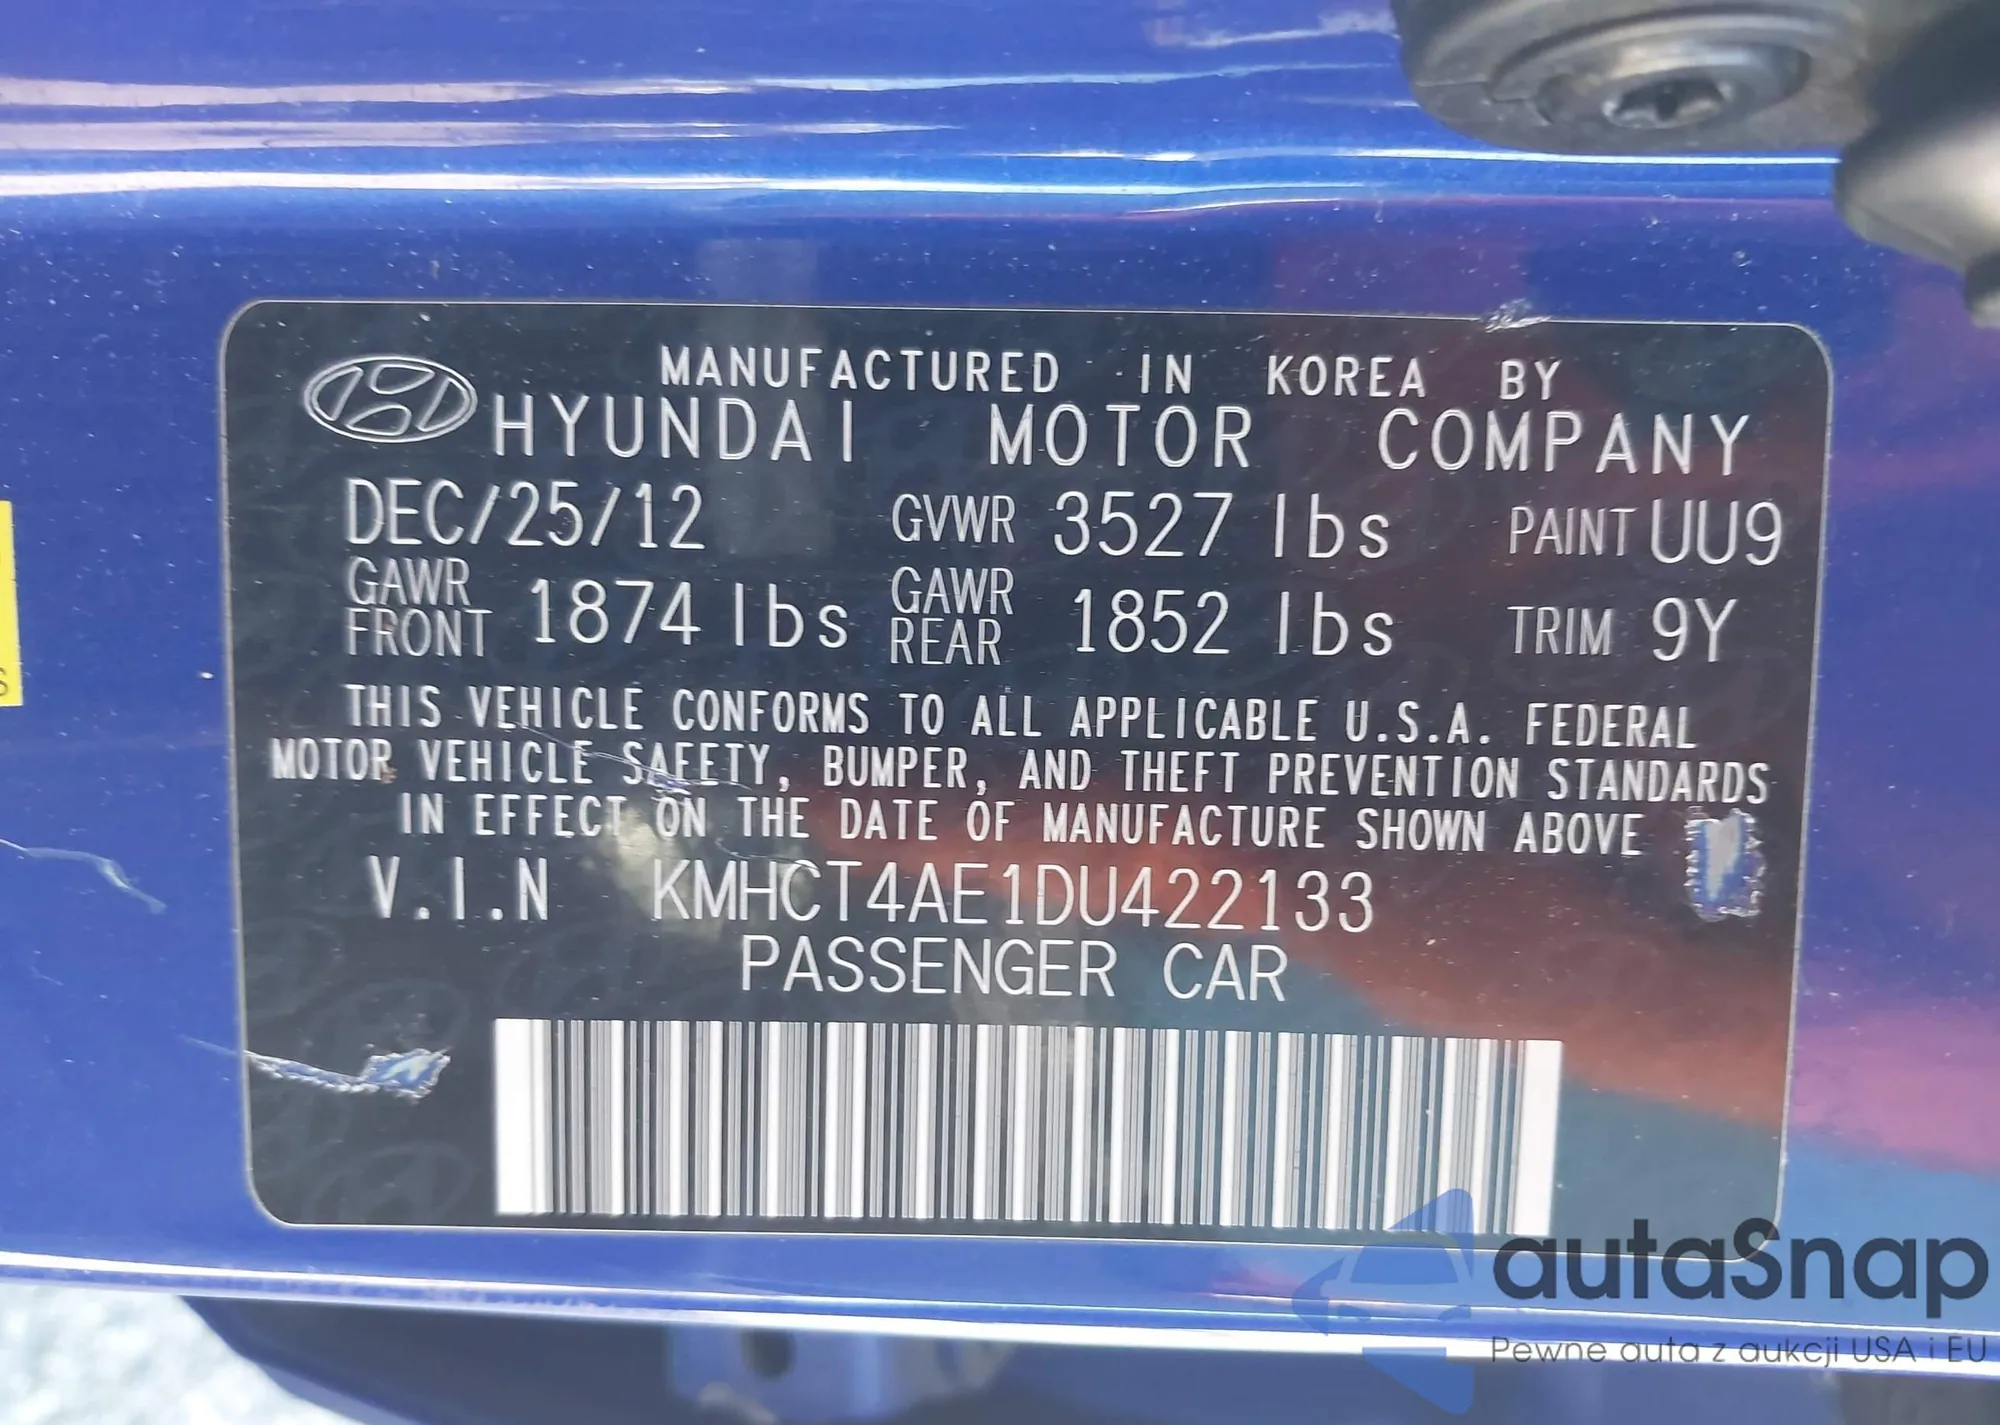 MANUFACTURED IN KOREA BY
HYUNDAI MOTOR COMPANY
DEC/25/12 GVWR 3527 lbs PAINT UU9
GAWR FRONT 1874 lbs GAWR REAR 1852 lbs TRIM 9Y
THIS VEHICLE CONFORMS TO ALL APPLICABLE U.S.A. FEDERAL
MOTOR VEHICLE SAFETY, BUMPER, AND THEFT PREVENTION STANDARDS
IN EFFECT ON THE DATE OF MANUFACTURE SHOWN ABOVE
V.I.N KMHCT4AE1DU422133
PASSENGER CAR
autaSnap
Pewne auta z aukcji USA i EU